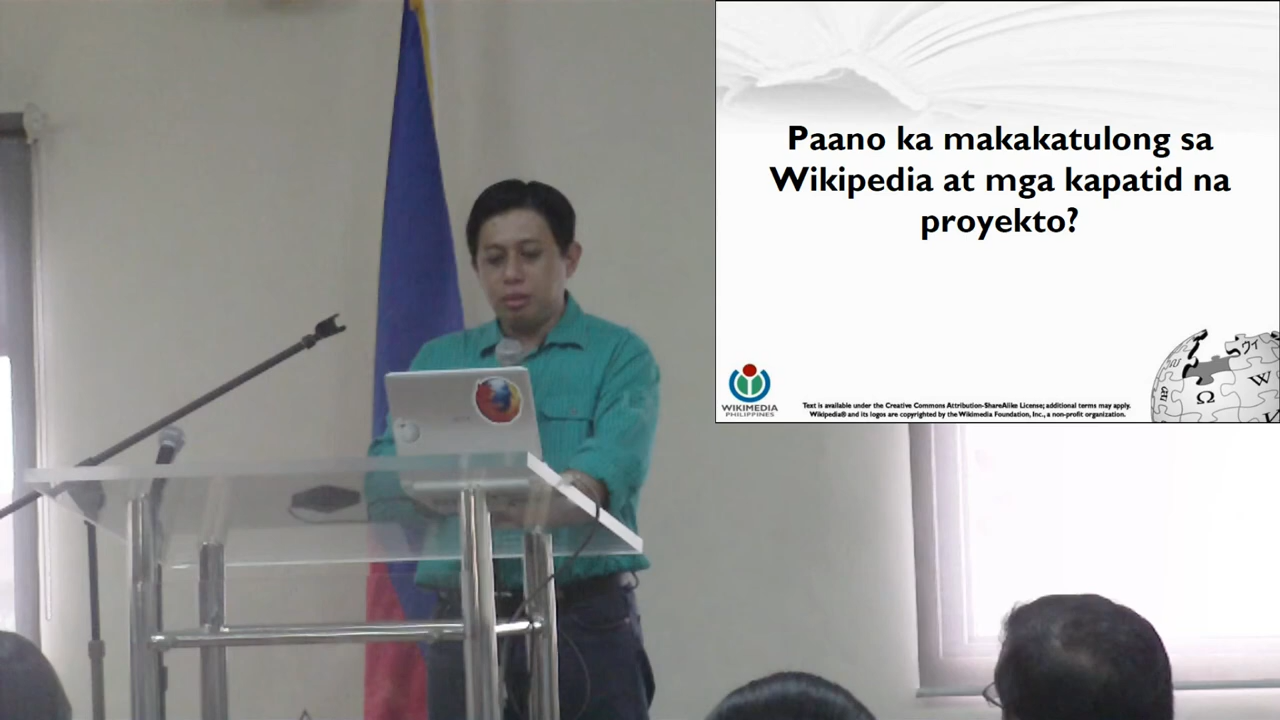 Paano ka makakatulong sa
Wikipedia at mga kapatid na
proyekto?
WIKIMEDIA
PHILIPPINES
Text is available under the Creative Commons Attribution-ShareAlike License; additional terms may apply.
Wikipedia® and its logos are copyrighted by the Wikimedia Foundation, Inc., a non-profit organization.
W
Ω